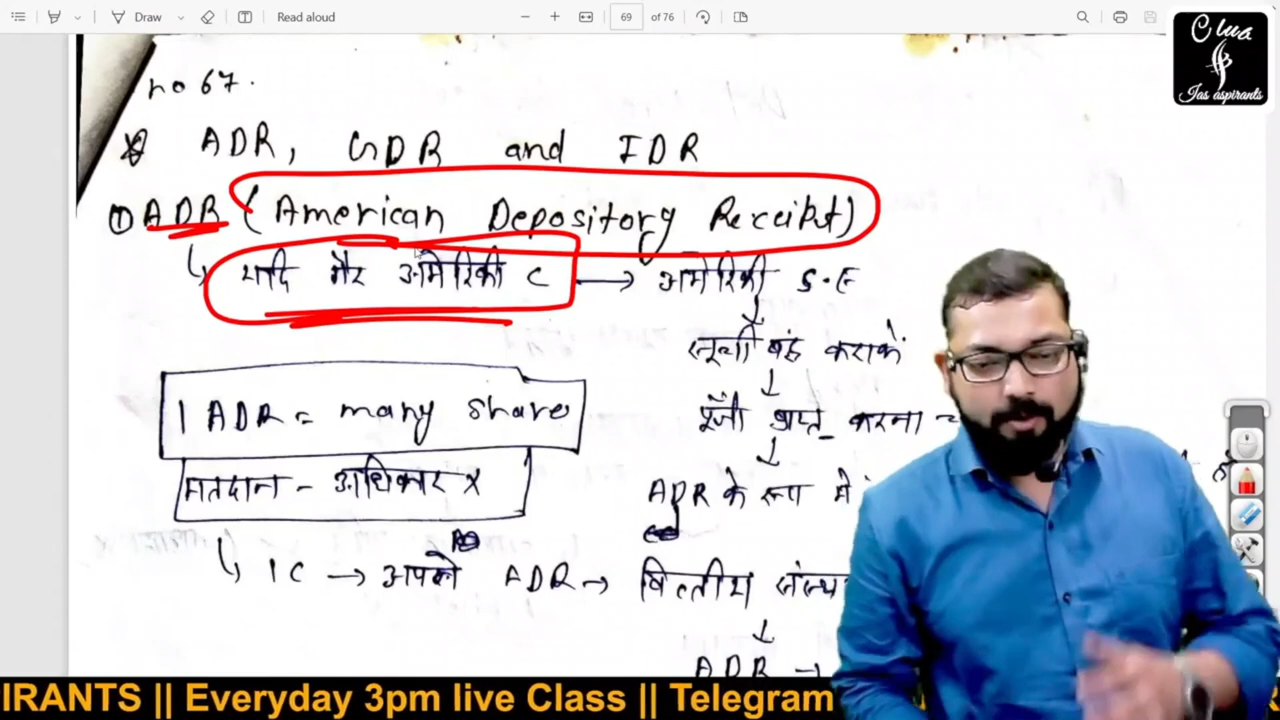 Draw
Read aloud
69 of 76
Clua
Ias aspirants
no 67.
ADR, GDR and IDR
① ADR (American Depository Receipt)
↳ यदि गैर अमेरिकी C → अमेरिकी S.E
↓
सूचीबद्ध कराके
↓
1 ADR = many share
पूँजी प्राप्त करना
↓
मतदान - अधिकार X
ADR के रूप में
↳ IC → आपको ADR → वित्तीय
↓
ADR →
IRANTS || Everyday 3pm live Class || Telegram